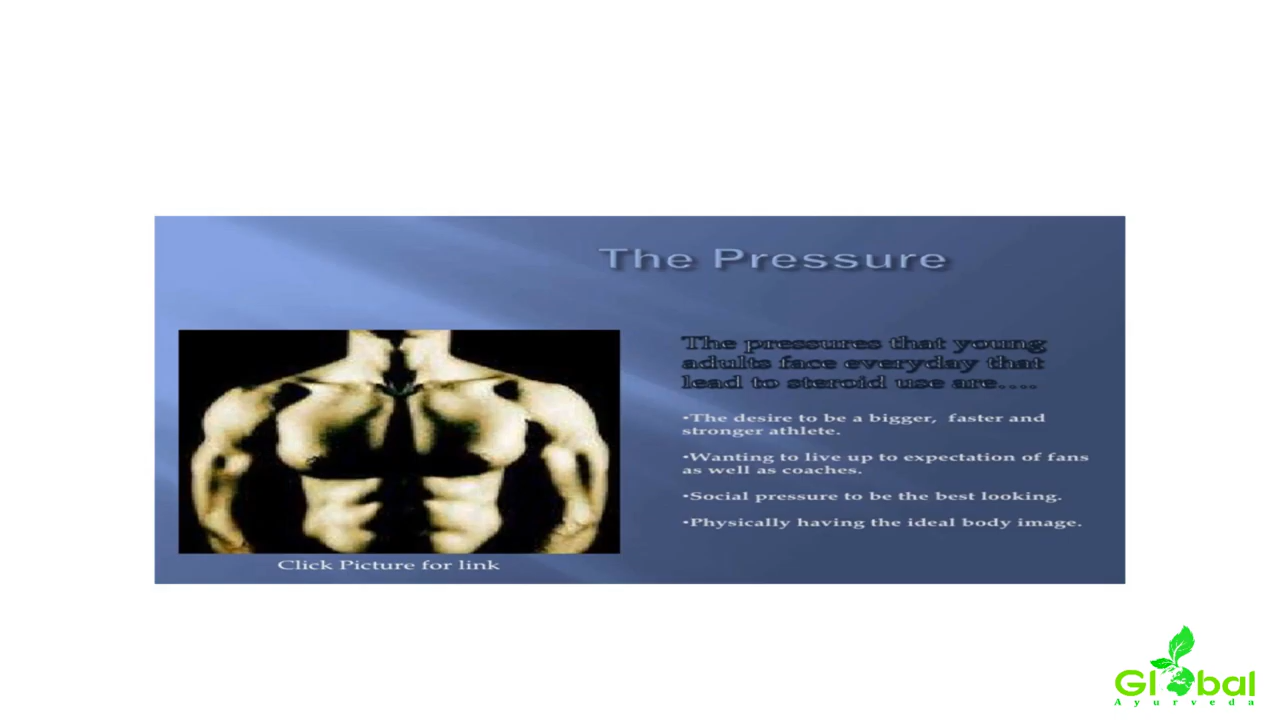 The Pressure
The pressures that young
adults face everyday that
lead to steroid use are....
•The desire to be a bigger,  faster and
stronger athlete.
•Wanting to live up to expectation of fans
as well as coaches.
•Social pressure to be the best looking.
•Physically having the ideal body image.
Click Picture for link
Global
Ayurveda